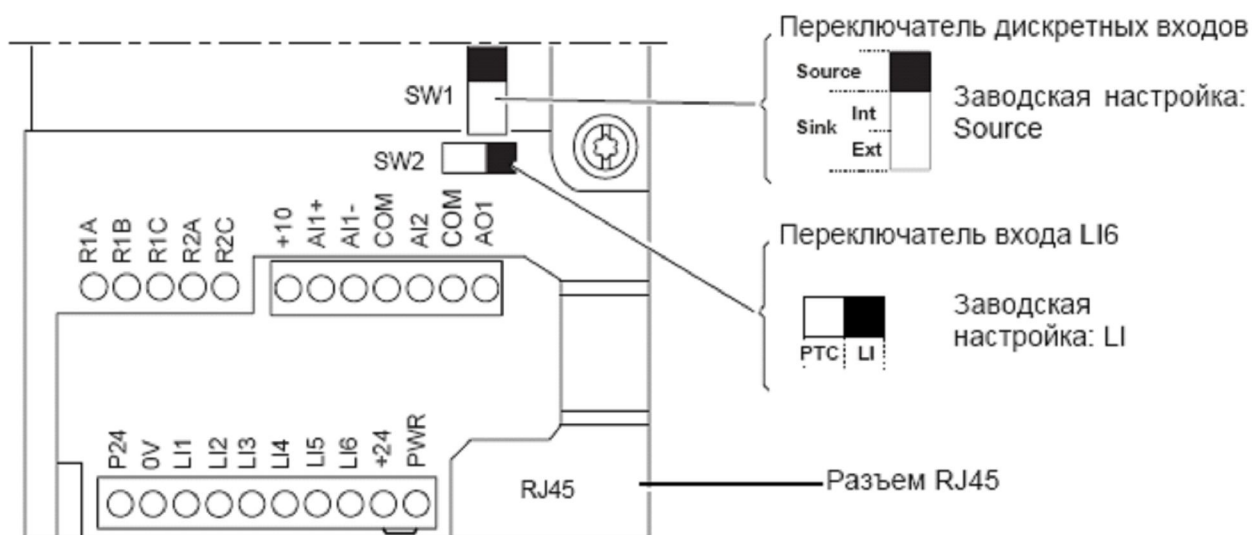 Переключатель дискретных входов
Source
Sink
Int
Ext
Заводская настройка:
Source
SW1
SW2
R1A
R1B
R1C
R2A
R2C
+10
AI1+
AI1-
COM
AI2
COM
AO1
Переключатель входа LI6
PTC
LI
Заводская
настройка: LI
P24
0V
LI1
LI2
LI3
LI4
LI5
LI6
+24
PWR
RJ45
Разъем RJ45